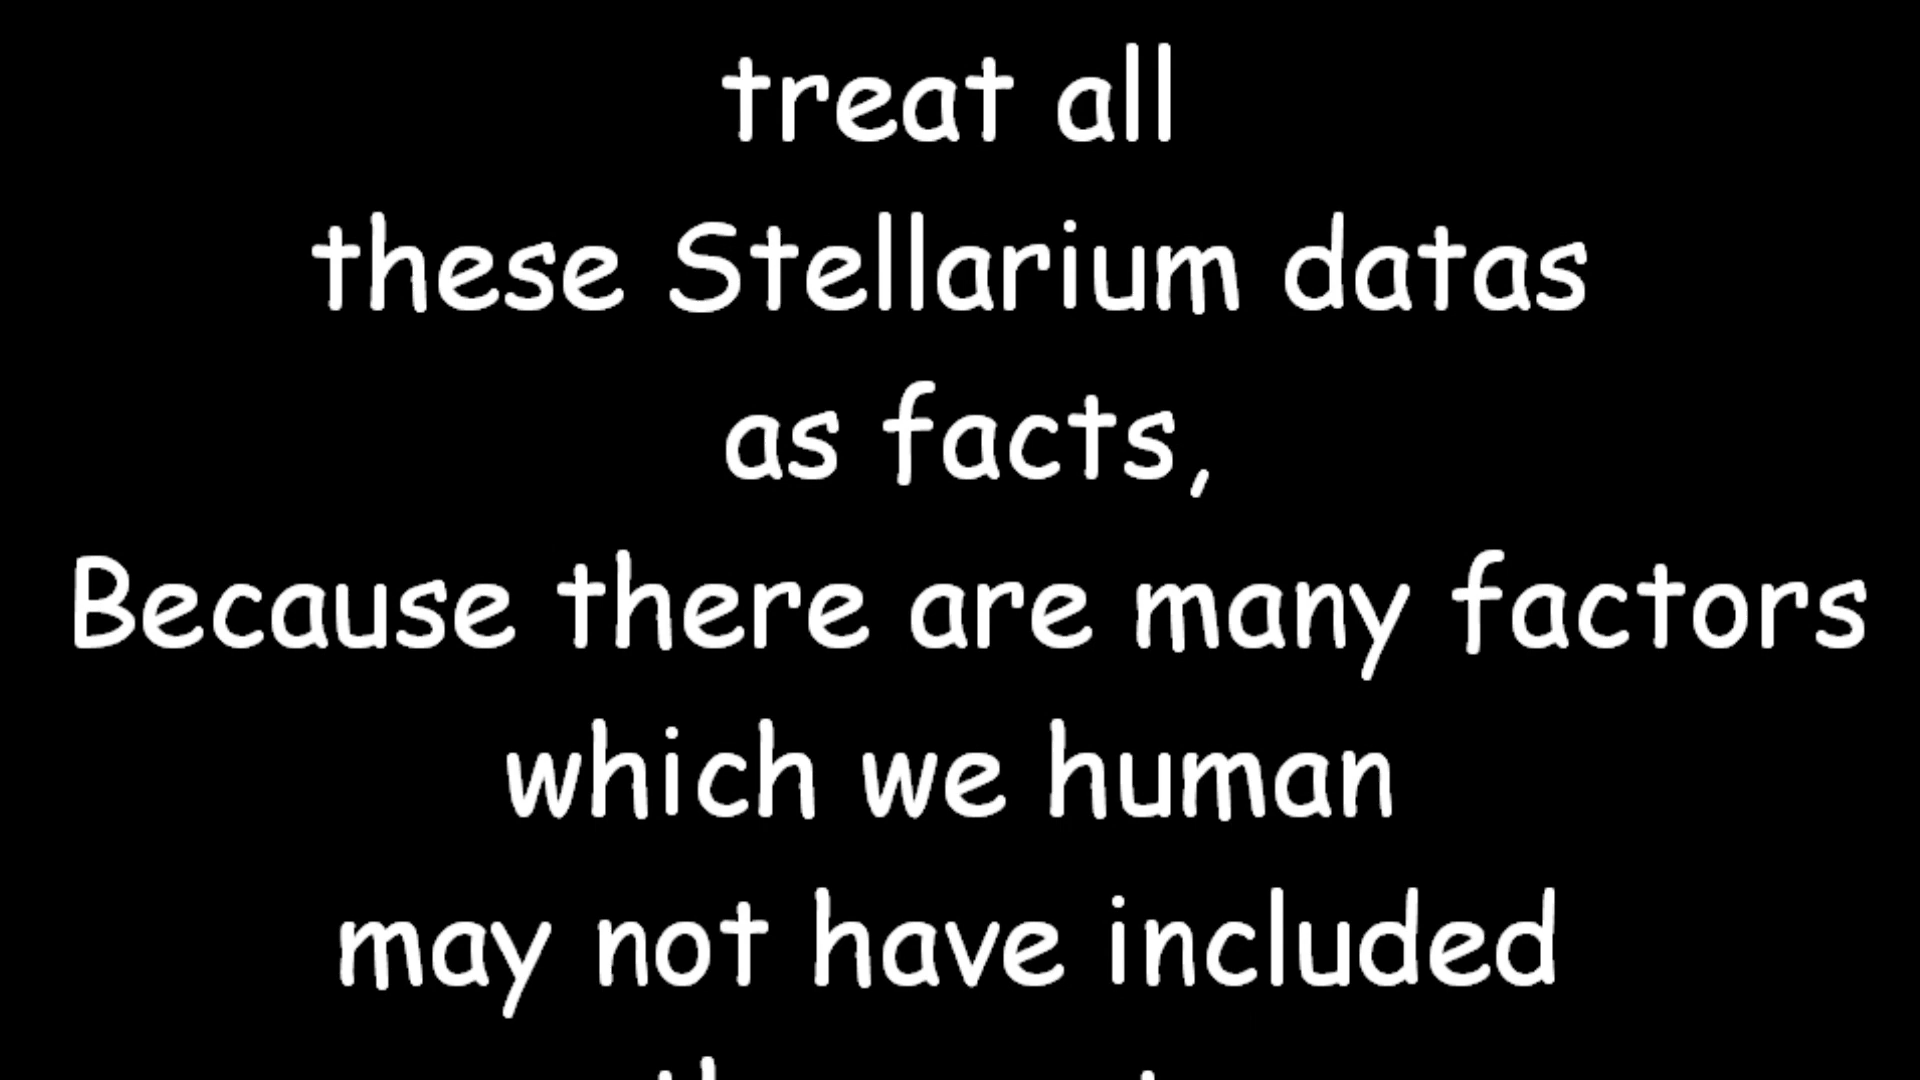 treat all
these Stellarium datas
as facts,
Because there are many factors
which we human
may not have included